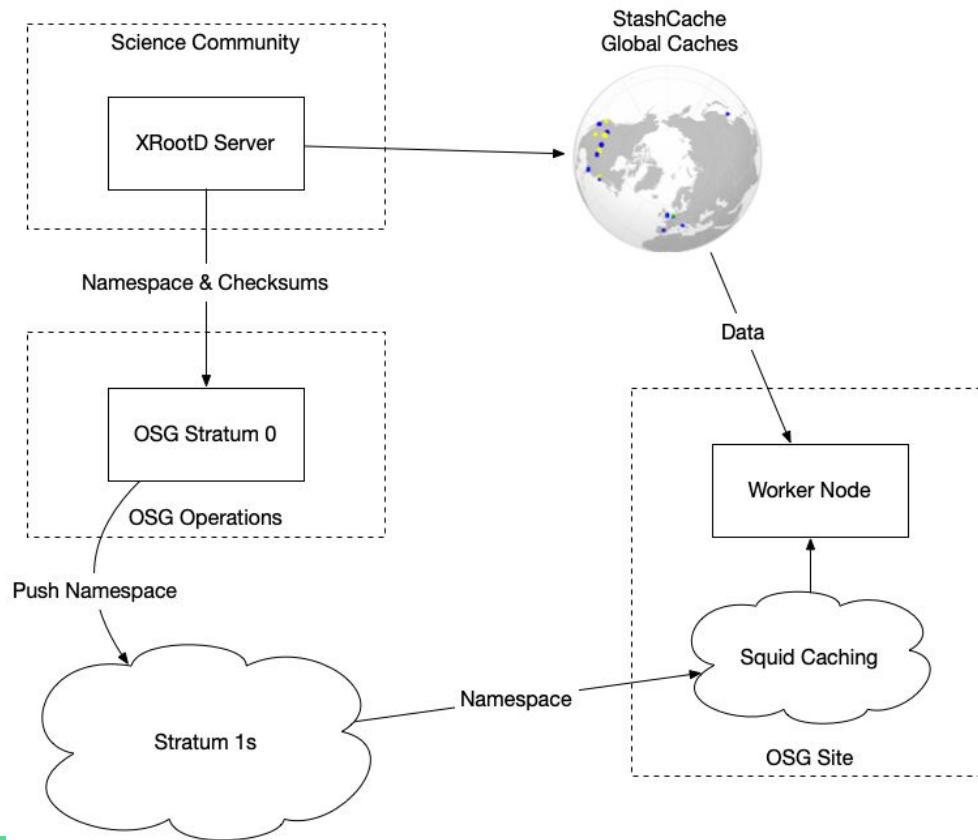 StashCache
Global Caches
Science Community
XRootD Server
Namespace & Checksums
Data
OSG Stratum 0
Worker Node
OSG Operations
Push Namespace
Squid Caching
Namespace
Stratum 1s
OSG Site